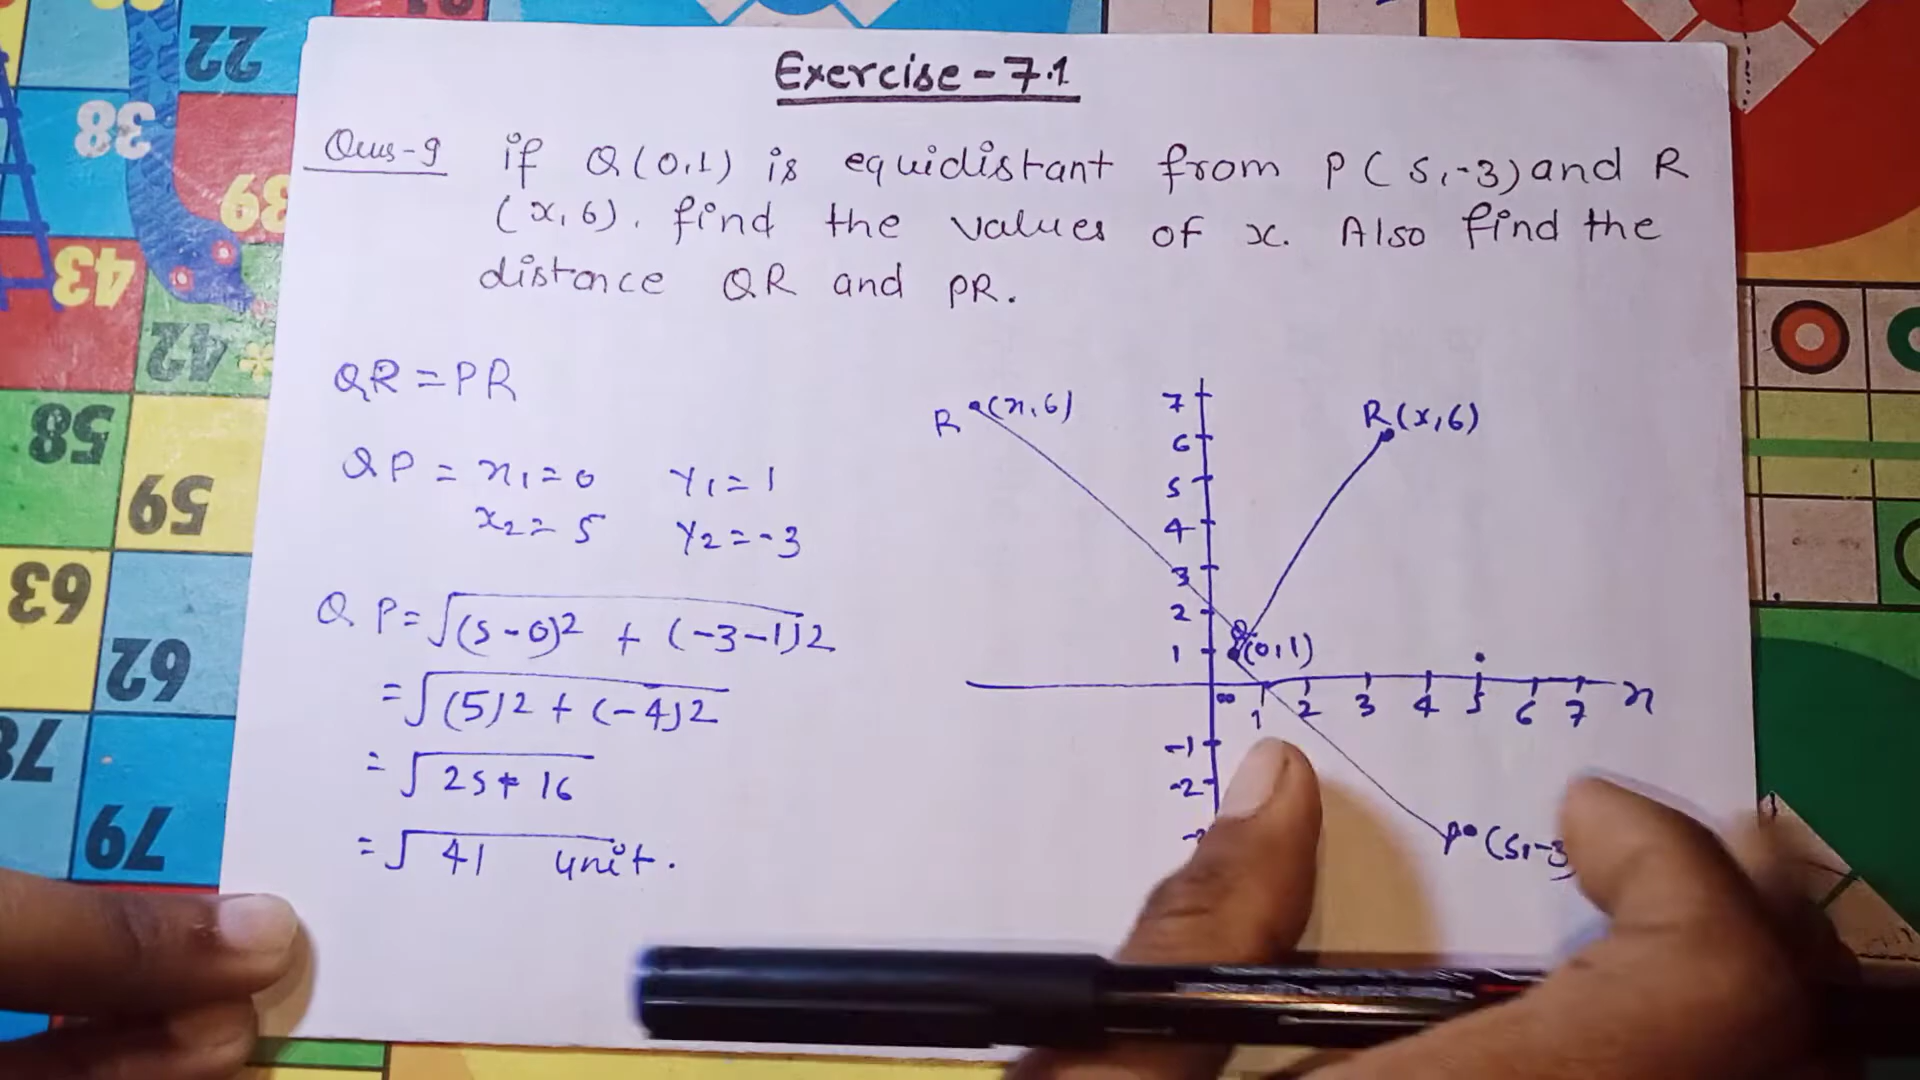 Exercise-7.1
Ques-9 if Q(0,1) is equidistant from P(5,-3) and R
(x,6). find the values of x. Also find the
distance QR and PR.
QR = PR
QP = x1=0 y1=1
x2=5 y2=-3
QP=√(5-0)2 + (-3-1)2
=√(5)2 + (-4)2
=√25+16
=√41 unit.
R (x,6)
R(x,6)
7
6
5
4
3
2
1
Q
(0,1)
1 2 3 4 5 6 7 x
-1
-2
P (5,-3
22
38
39
43
42
58
59
63
62
78
79